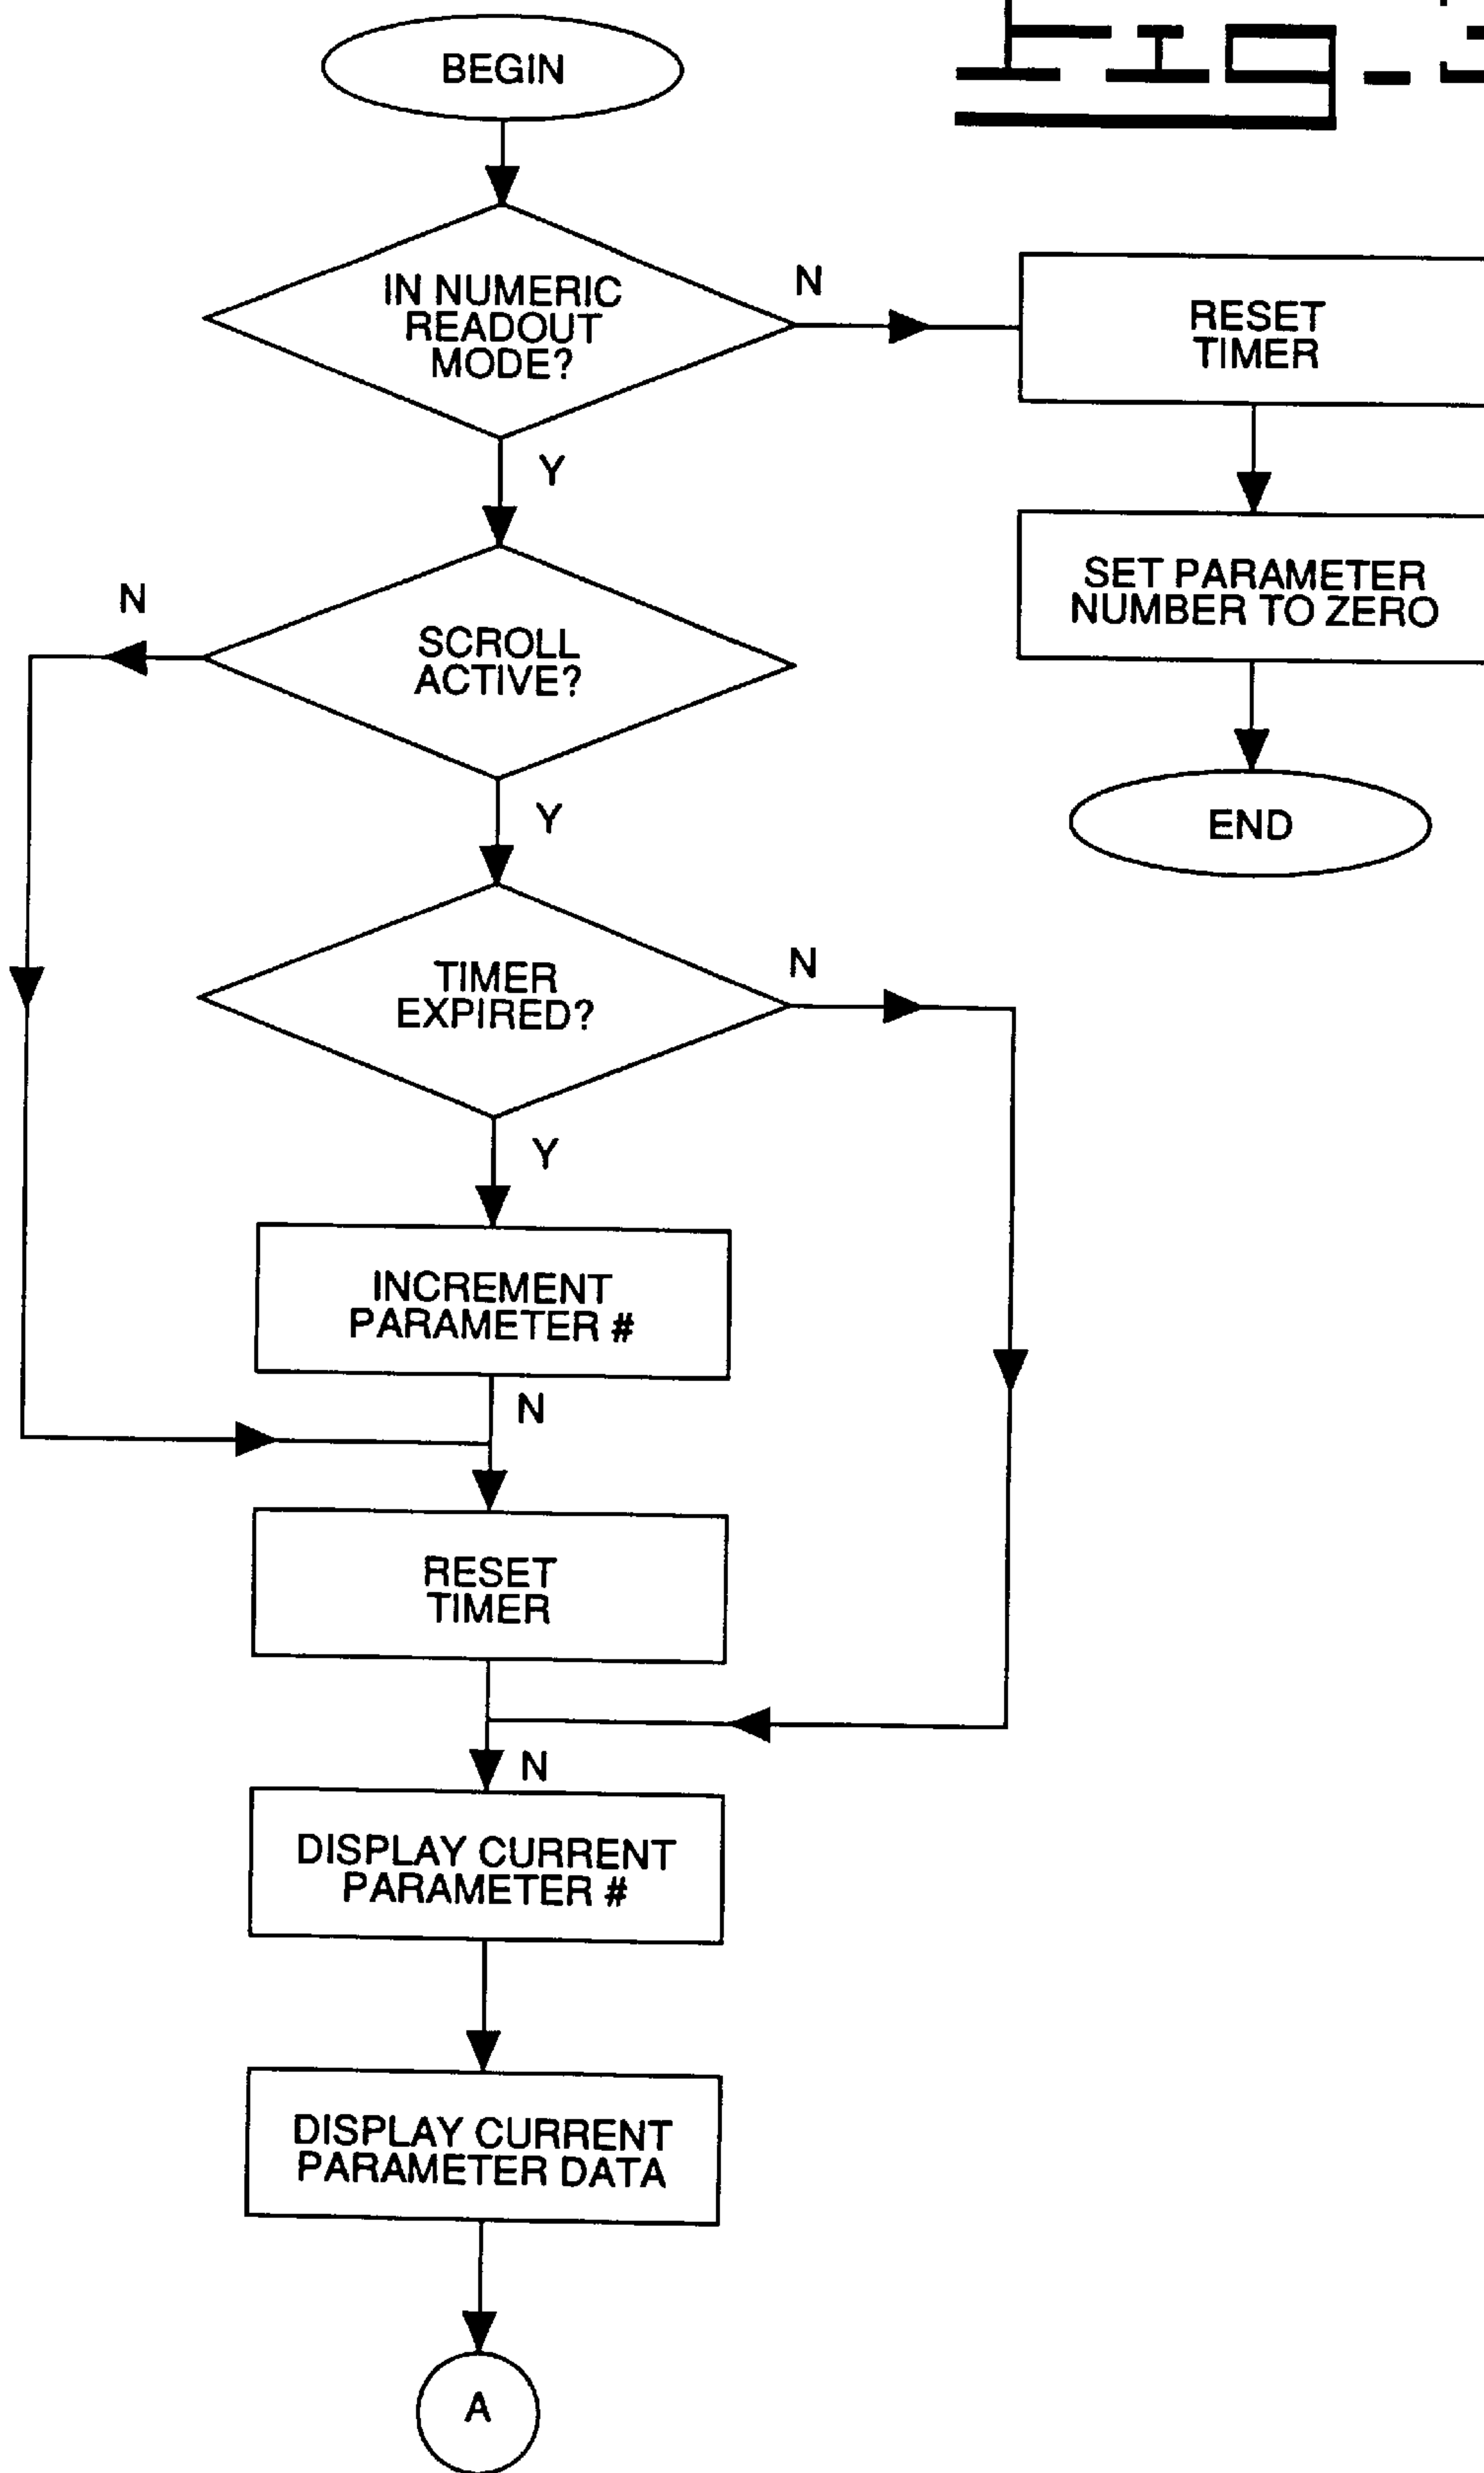 BEGIN
IN NUMERIC
READOUT
MODE?
N
RESET
TIMER
Y
SET PARAMETER
NUMBER TO ZERO
N
SCROLL
ACTIVE?
END
Y
TIMER
EXPIRED?
N
Y
INCREMENT
PARAMETER #
N
RESET
TIMER
N
DISPLAY CURRENT
PARAMETER #
DISPLAY CURRENT
PARAMETER DATA
A